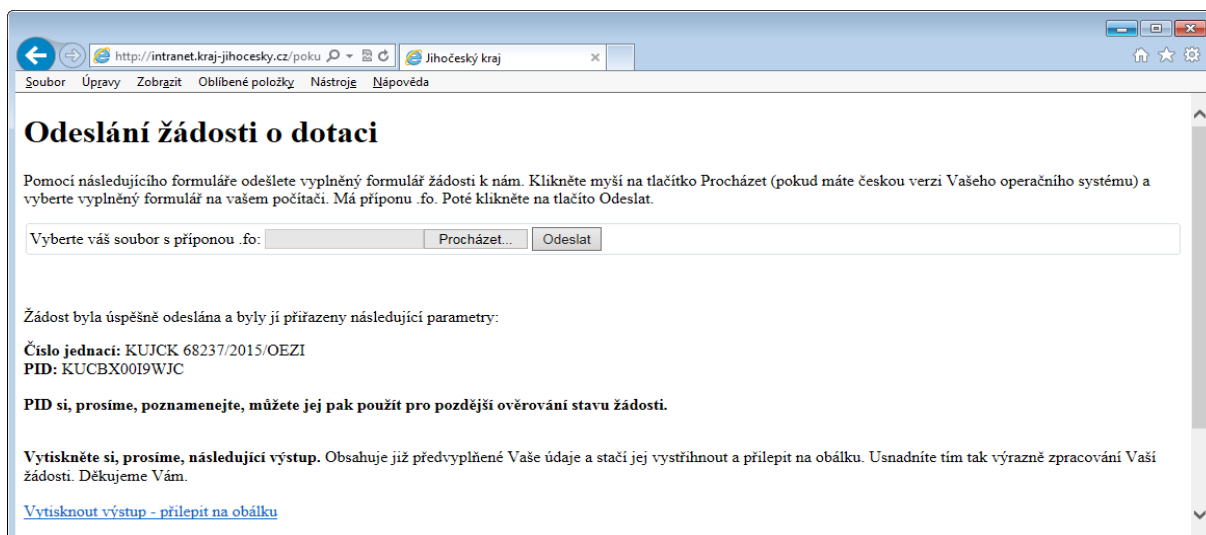 http://intranet.kraj-jihocesky.cz/poku
Jihočeský kraj
Soubor Úpravy Zobrazit Oblíbené položky Nástroje Nápověda
Odeslání žádosti o dotaci
Pomocí následujícího formuláře odešlete vyplněný formulář žádosti k nám. Klikněte myší na tlačítko Procházet (pokud máte českou verzi Vašeho operačního systému) a
vyberte vyplněný formulář na vašem počítači. Má příponu .fo. Poté klikněte na tlačíto Odeslat.
Vyberte váš soubor s příponou .fo: Procházet... Odeslat
Žádost byla úspěšně odeslána a byly jí přiřazeny následující parametry:
Číslo jednací: KUJCK 68237/2015/OEZI
PID: KUCBX00I9WJC
PID si, prosíme, poznamenejte, můžete jej pak použít pro pozdější ověrování stavu žádosti.
Vytiskněte si, prosíme, následující výstup. Obsahuje již předvyplňené Vaše údaje a stačí jej vystřihnout a přilepit na obálku. Usnadníte tím tak výrazně zpracování Vaší
žádosti. Děkujeme Vám.
Vytisknout výstup - přilepit na obálku